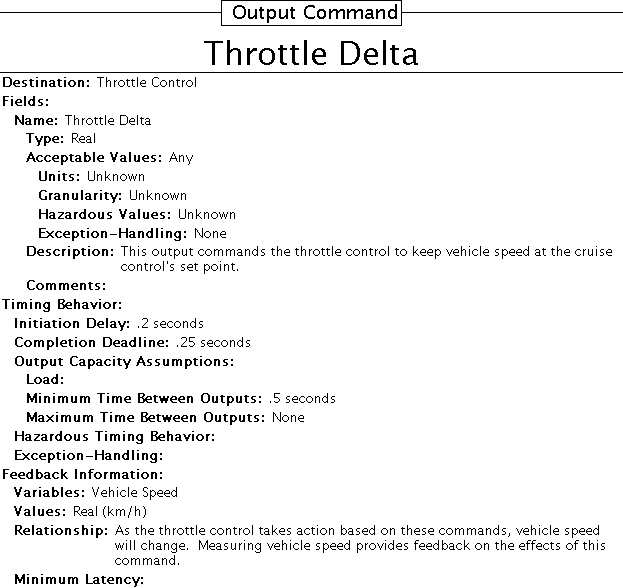 Output Command
Throttle Delta
Destination: Throttle Control
Fields:
Name: Throttle Delta
Type: Real
Acceptable Values: Any
Units: Unknown
Granularity: Unknown
Hazardous Values: Unknown
Exception-Handling: None
Description: This output commands the throttle control to keep vehicle speed at the cruise
control's set point.
Comments:
Timing Behavior:
Initiation Delay: .2 seconds
Completion Deadline: .25 seconds
Output Capacity Assumptions:
Load:
Minimum Time Between Outputs: .5 seconds
Maximum Time Between Outputs: None
Hazardous Timing Behavior:
Exception-Handling:
Feedback Information:
Variables: Vehicle Speed
Values: Real (km/h)
Relationship: As the throttle control takes action based on these commands, vehicle speed
will change. Measuring vehicle speed provides feedback on the effects of this
command.
Minimum Latency: